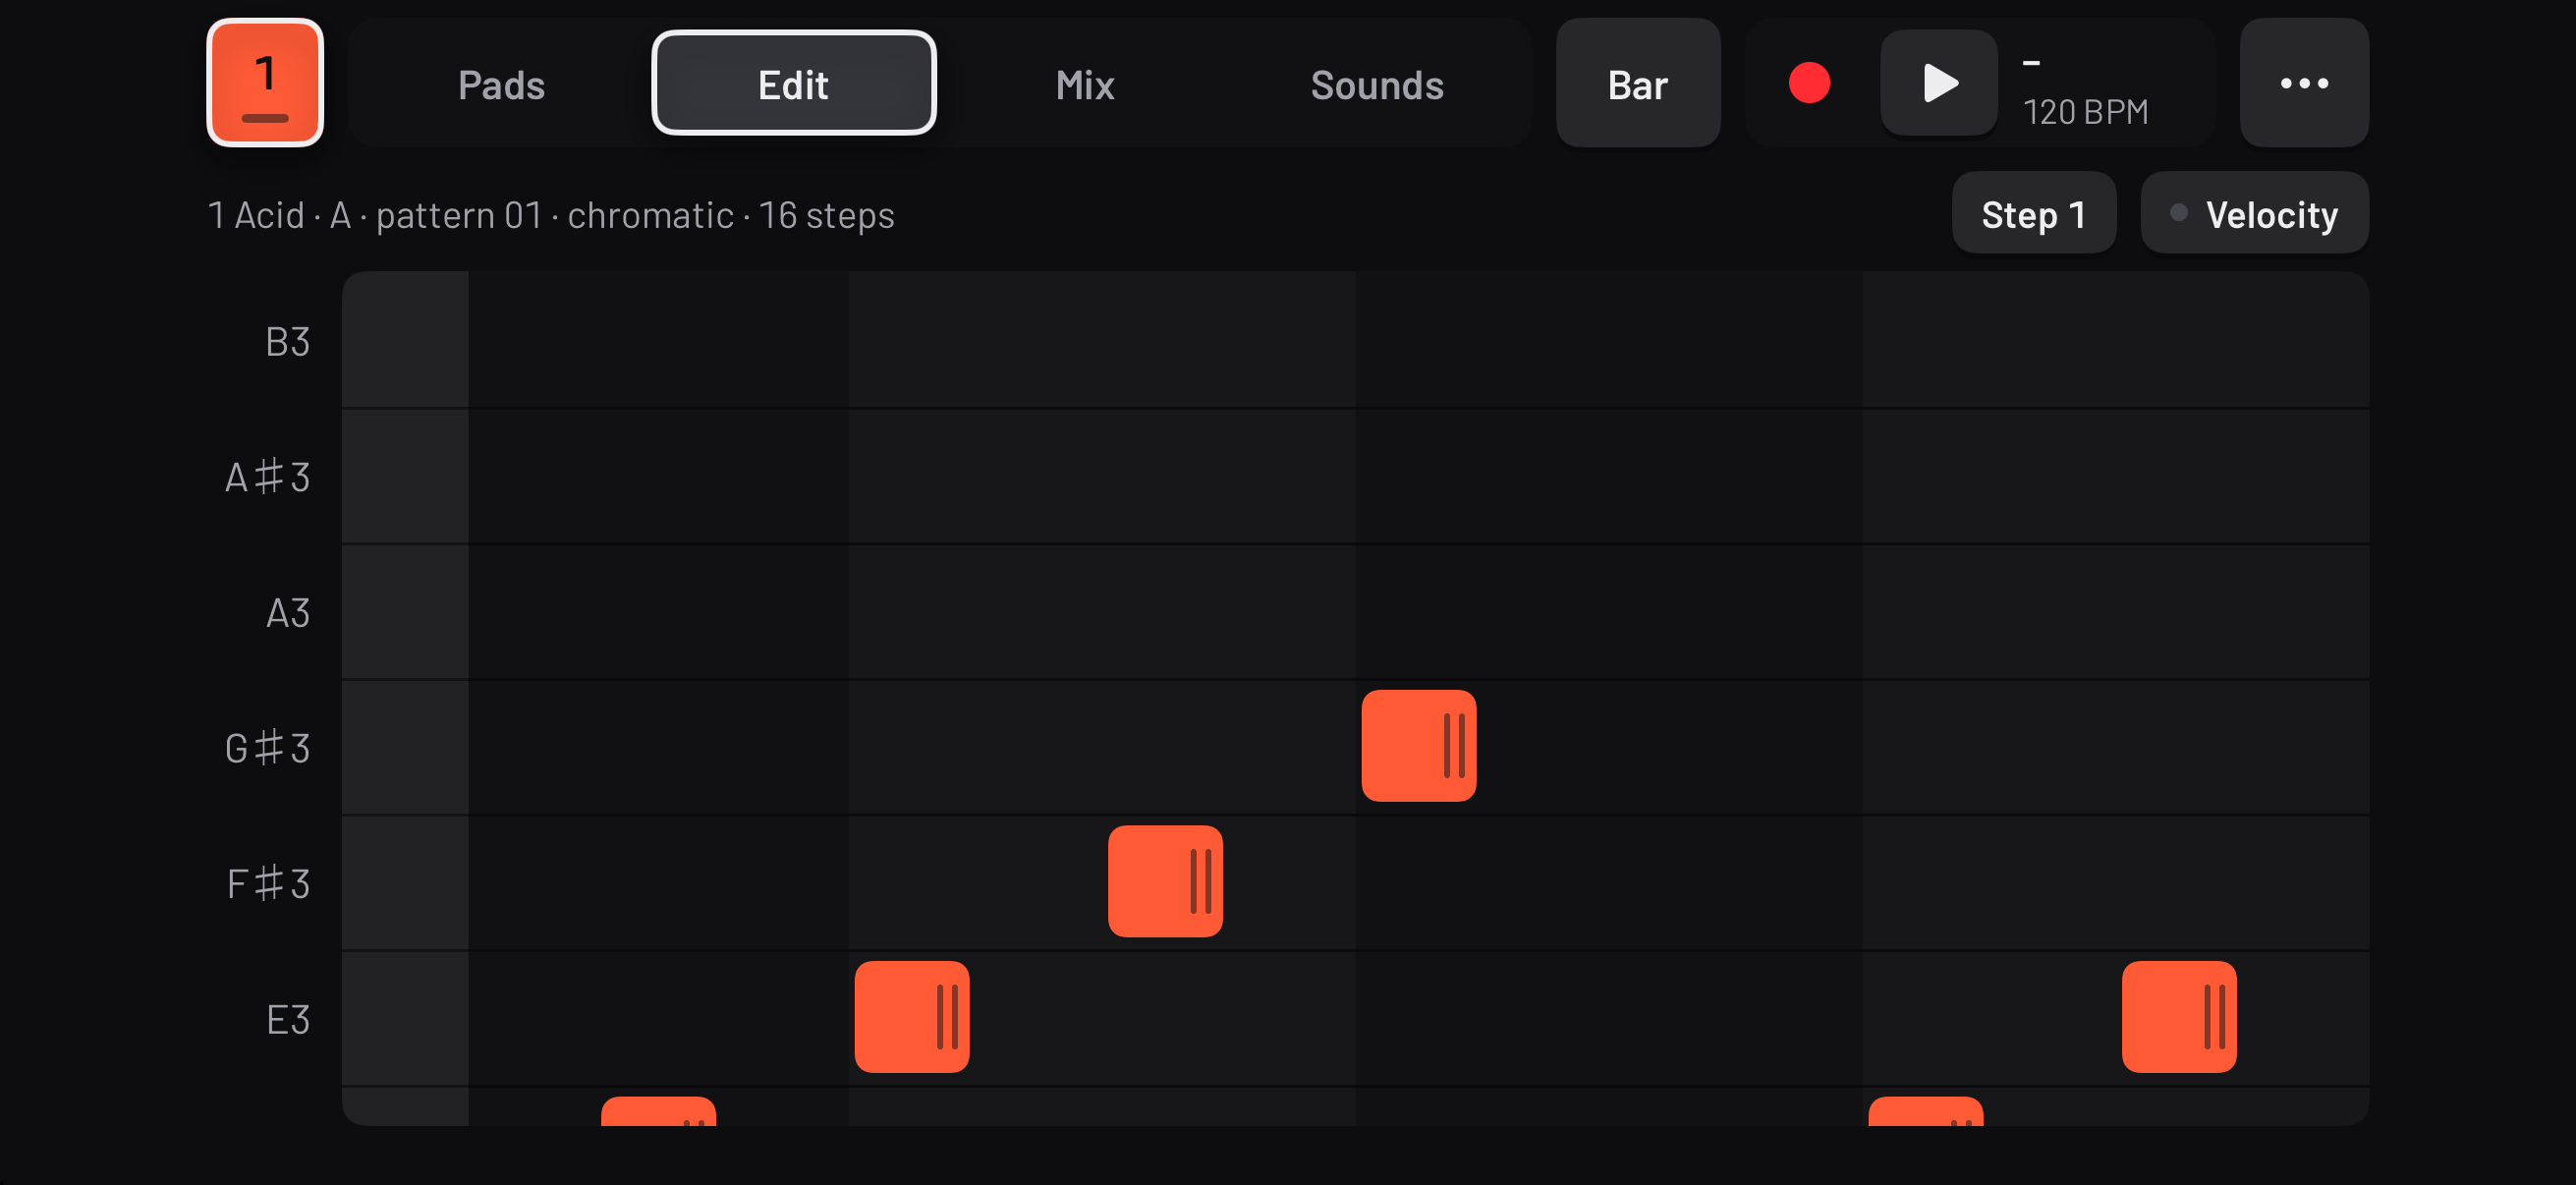 1 Pads Edit Mix Sounds Bar –
120 BPM •••
1 Acid · A · pattern 01 · chromatic · 16 steps Step 1 Velocity
B3
A♯3
A3
G♯3
F♯3
E3